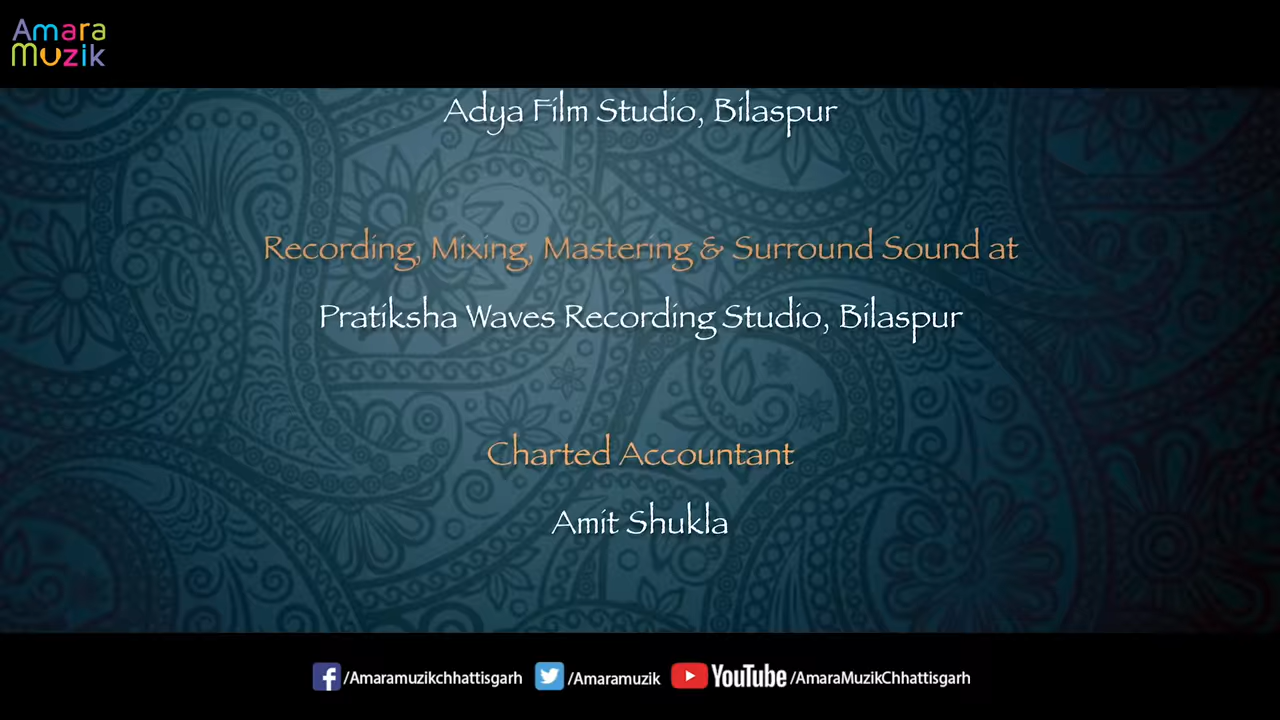 Amara
Muzik
Adya Film Studio, Bilaspur
Recording, Mixing, Mastering & Surround Sound at
Pratiksha Waves Recording Studio, Bilaspur
Charted Accountant
Amit Shukla
/Amaramuzikchhattisgarh /Amaramuzik YouTube /AmaraMuzikChhattisgarh